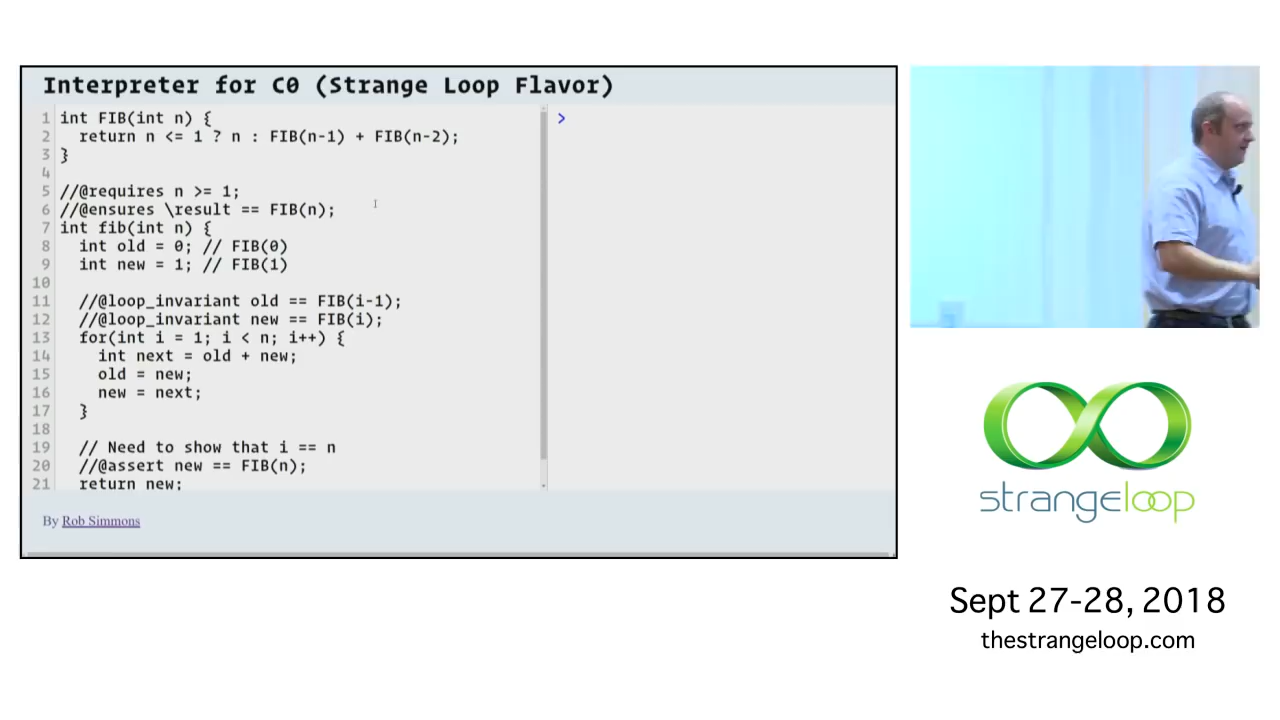 Interpreter for C0 (Strange Loop Flavor)
1 int FIB(int n) {
2   return n <= 1 ? n : FIB(n-1) + FIB(n-2);
3 }
4
5 //@requires n >= 1;
6 //@ensures \result == FIB(n);
7 int fib(int n) {
8   int old = 0; // FIB(0)
9   int new = 1; // FIB(1)
10
11   //@loop_invariant old == FIB(i-1);
12   //@loop_invariant new == FIB(i);
13   for(int i = 1; i < n; i++) {
14     int next = old + new;
15     old = new;
16     new = next;
17   }
18
19   // Need to show that i == n
20   //@assert new == FIB(n);
21   return new;
>
By Rob Simmons
strangeloop
Sept 27-28, 2018
thestrangeloop.com